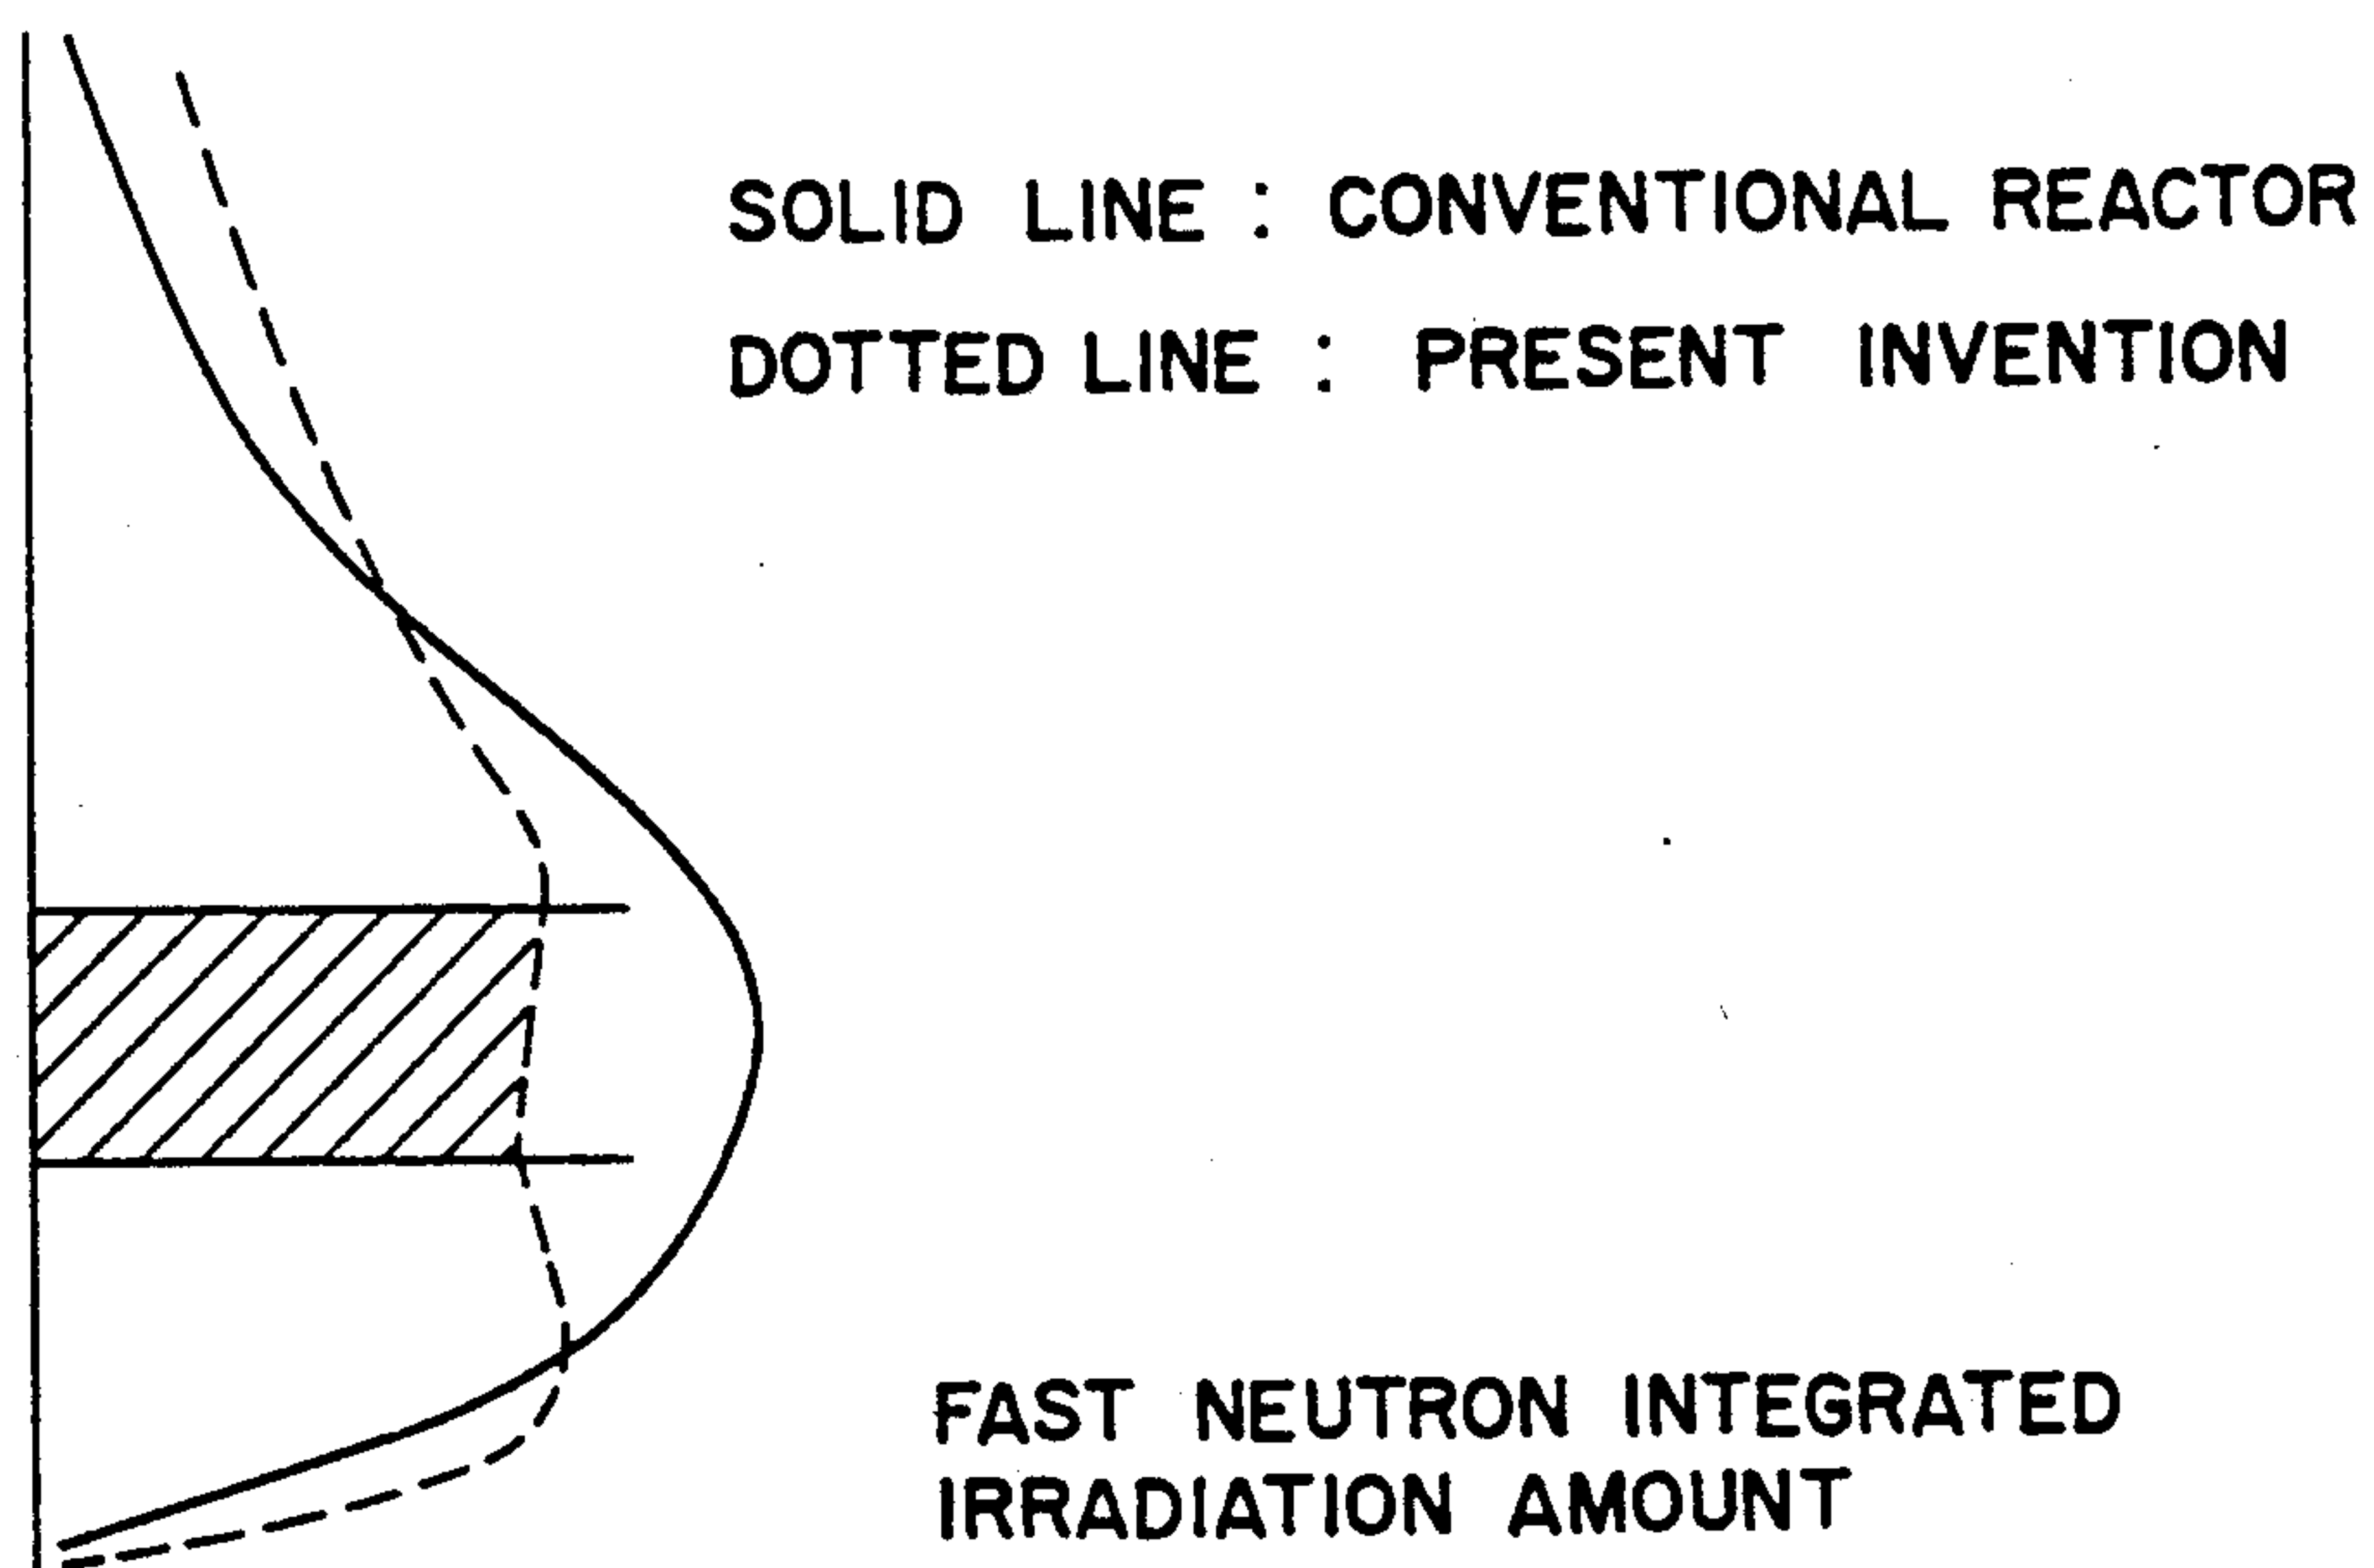 SOLID LINE : CONVENTIONAL REACTOR
DOTTED LINE : PRESENT INVENTION
FAST NEUTRON INTEGRATED
IRRADIATION AMOUNT